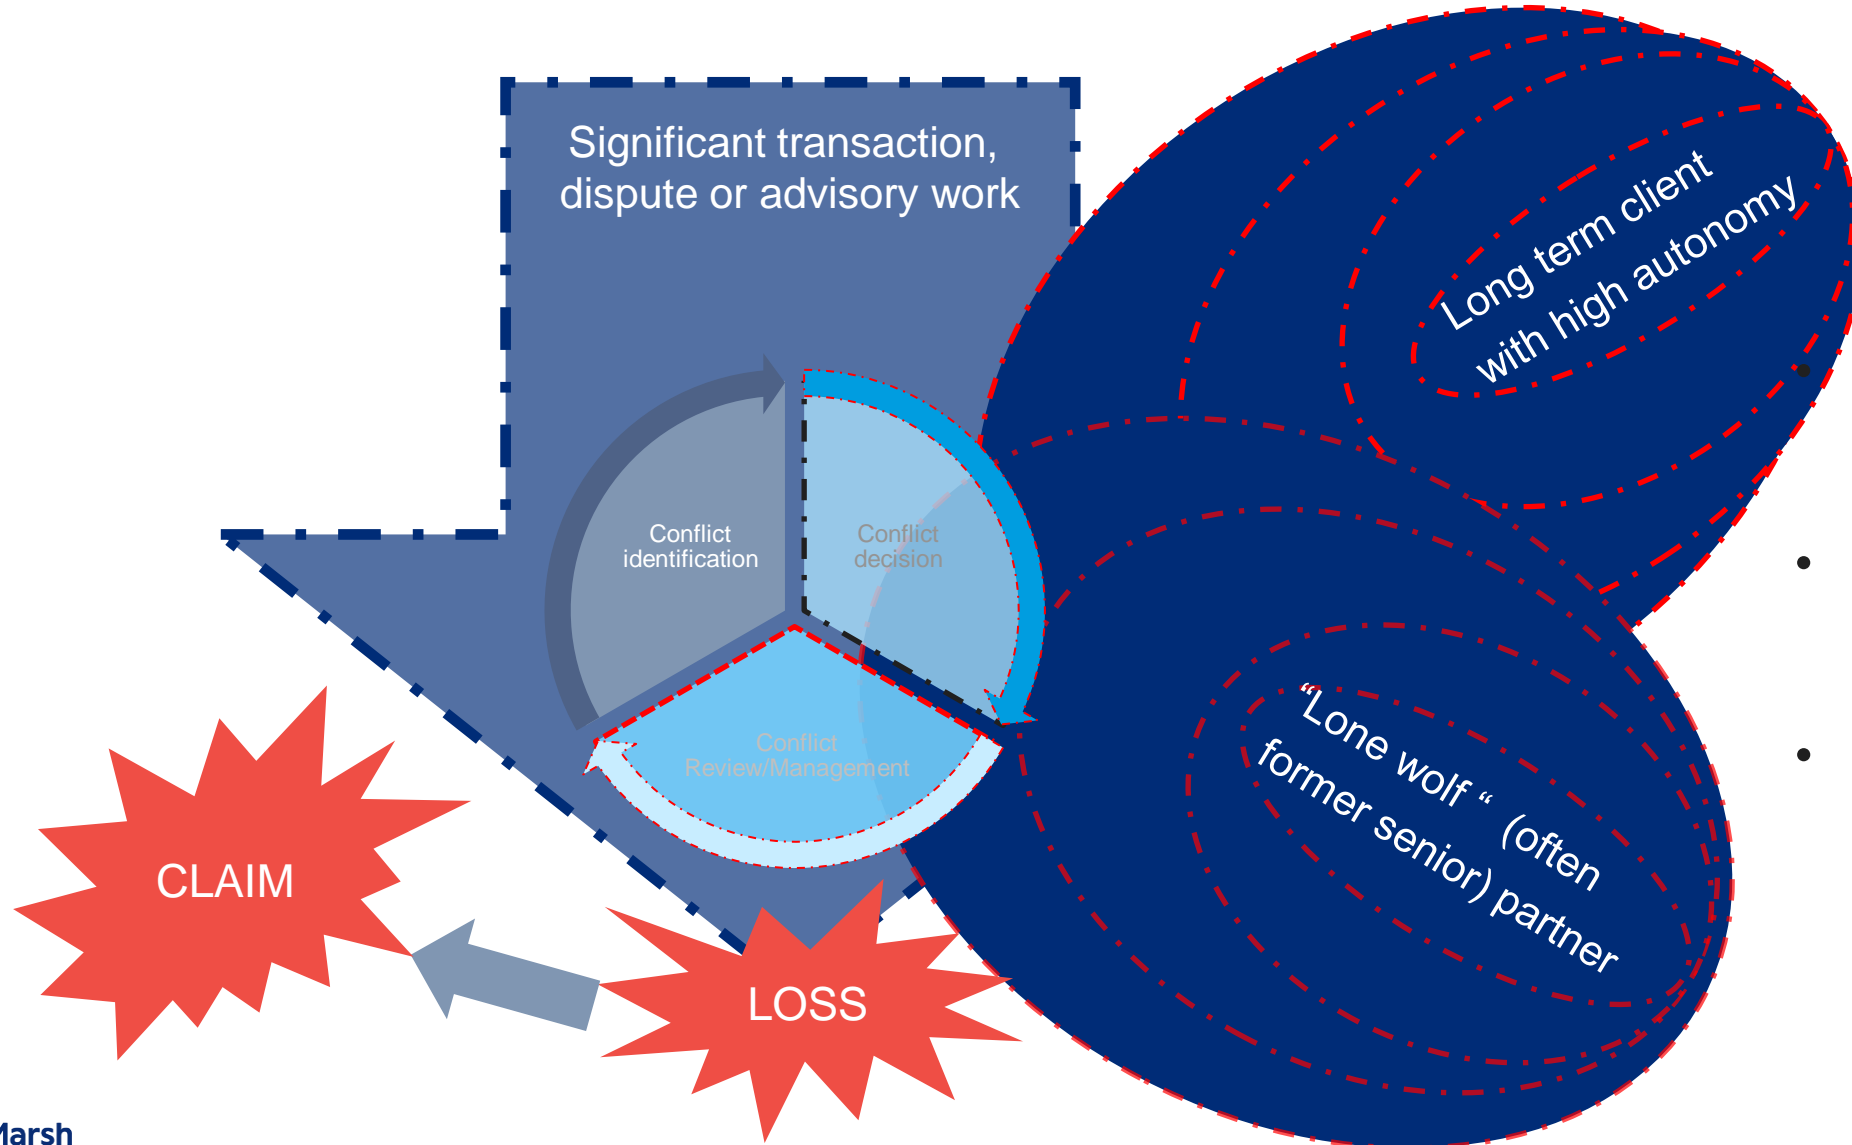 Significant transaction,
dispute or advisory work
Long term client
with high autonomy
Conflict
identification
Conflict
decision
Conflict
Review/Management
“Lone wolf “ (often
former senior) partner
CLAIM
LOSS
Marsh